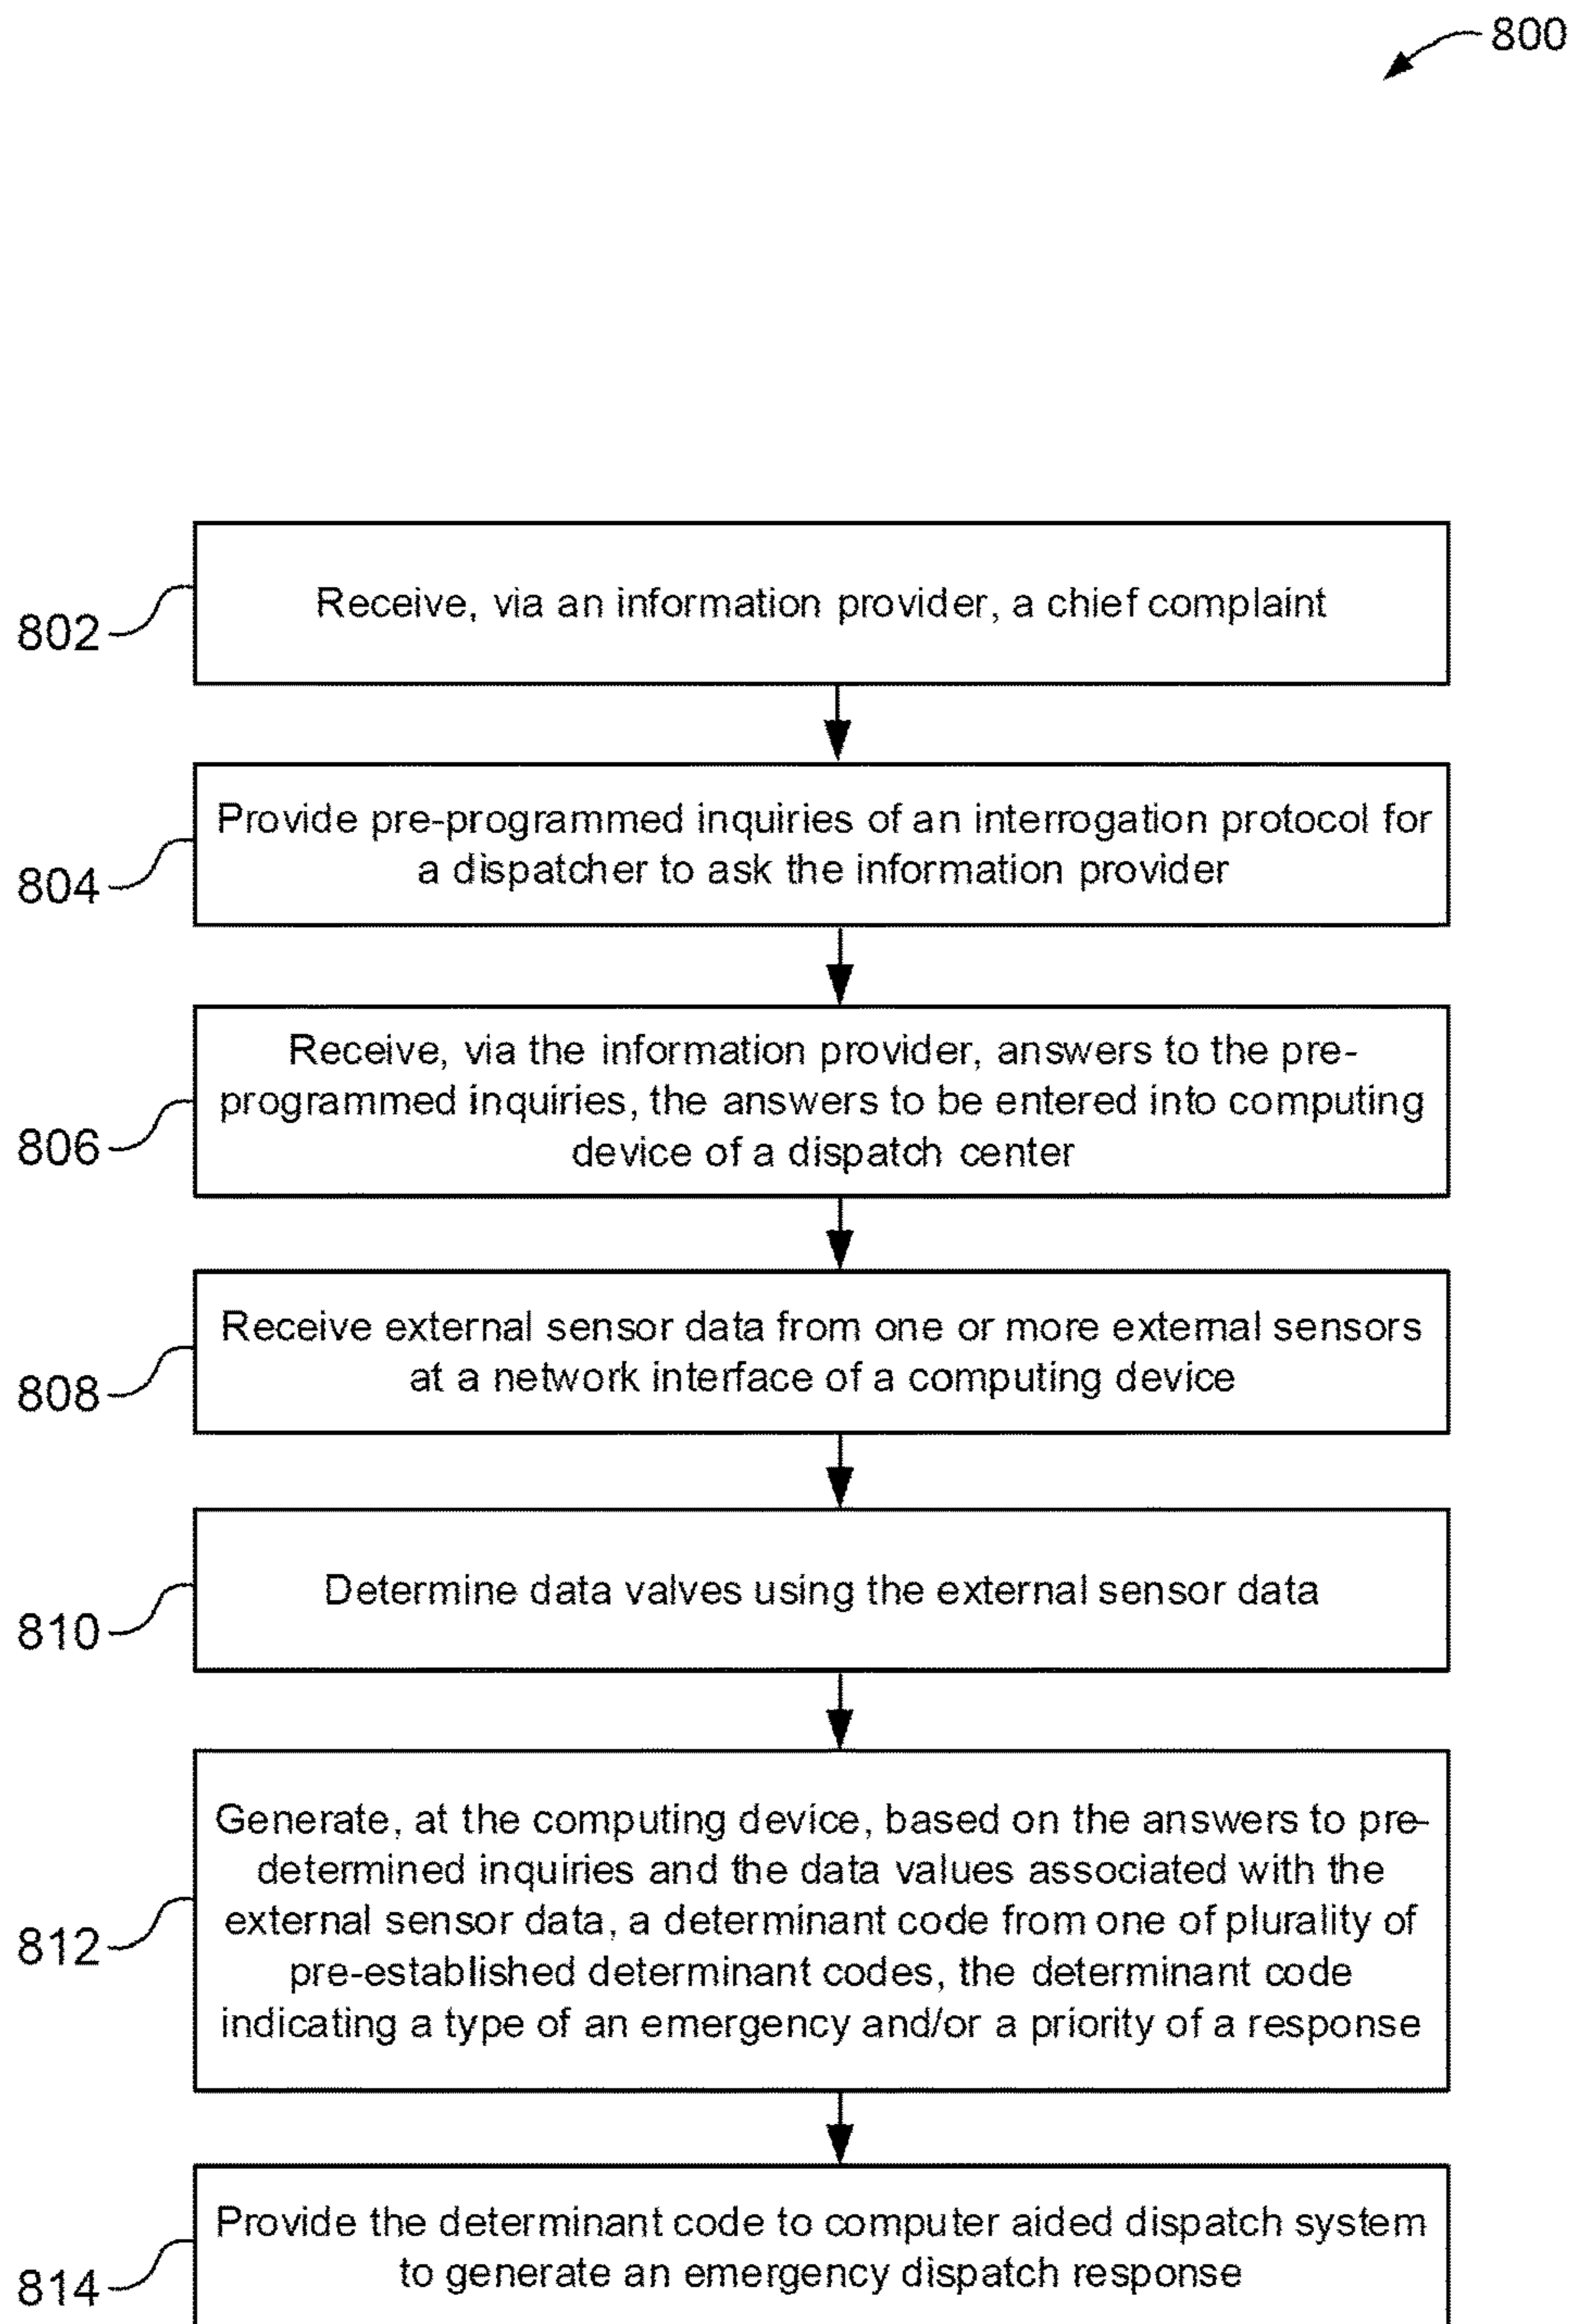 800
Receive, via an information provider, a chief complaint
802
Provide pre-programmed inquiries of an interrogation protocol for
a dispatcher to ask the information provider
804
Receive, via the information provider, answers to the pre-
programmed inquiries, the answers to be entered into computing
device of a dispatch center
806
Receive external sensor data from one or more external sensors
at a network interface of a computing device
808
Determine data valves using the external sensor data
810
Generate, at the computing device, based on the answers to pre-
determined inquiries and the data values associated with the
external sensor data, a determinant code from one of plurality of
pre-established determinant codes, the determinant code
indicating a type of an emergency and/or a priority of a response
812
Provide the determinant code to computer aided dispatch system
to generate an emergency dispatch response
814